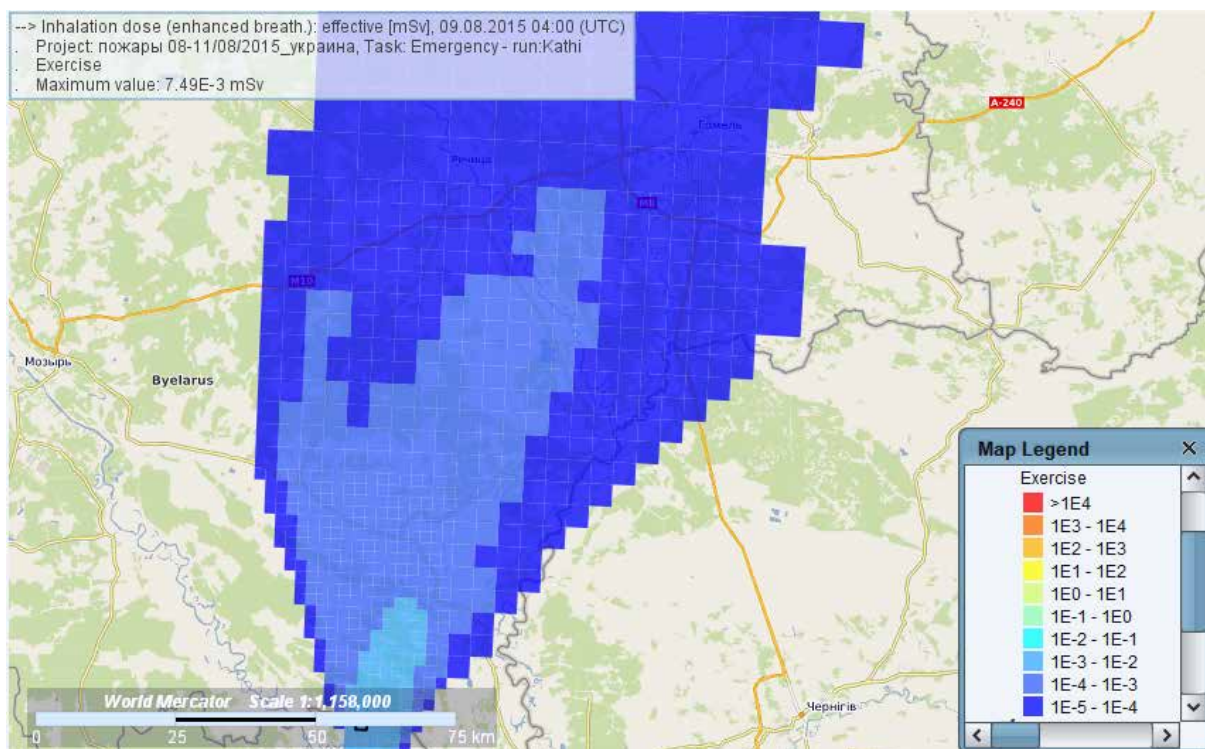 --> Inhalation dose (enhanced breath.): effective [mSv], 09.08.2015 04:00 (UTC)
. Project: пожары 08-11/08/2015_украина, Task: Emergency - run:Kathi
. Exercise
. Maximum value: 7.49E-3 mSv
A-240
Гомель
Речица
M8
M10
Мозырь
Byelarus
Map Legend
Exercise
>1E4
1E3 - 1E4
1E2 - 1E3
1E1 - 1E2
1E0 - 1E1
1E-1 - 1E0
1E-2 - 1E-1
1E-3 - 1E-2
1E-4 - 1E-3
1E-5 - 1E-4
World Mercator Scale 1:1,158,000
0 25 50 75 km
Чернігів